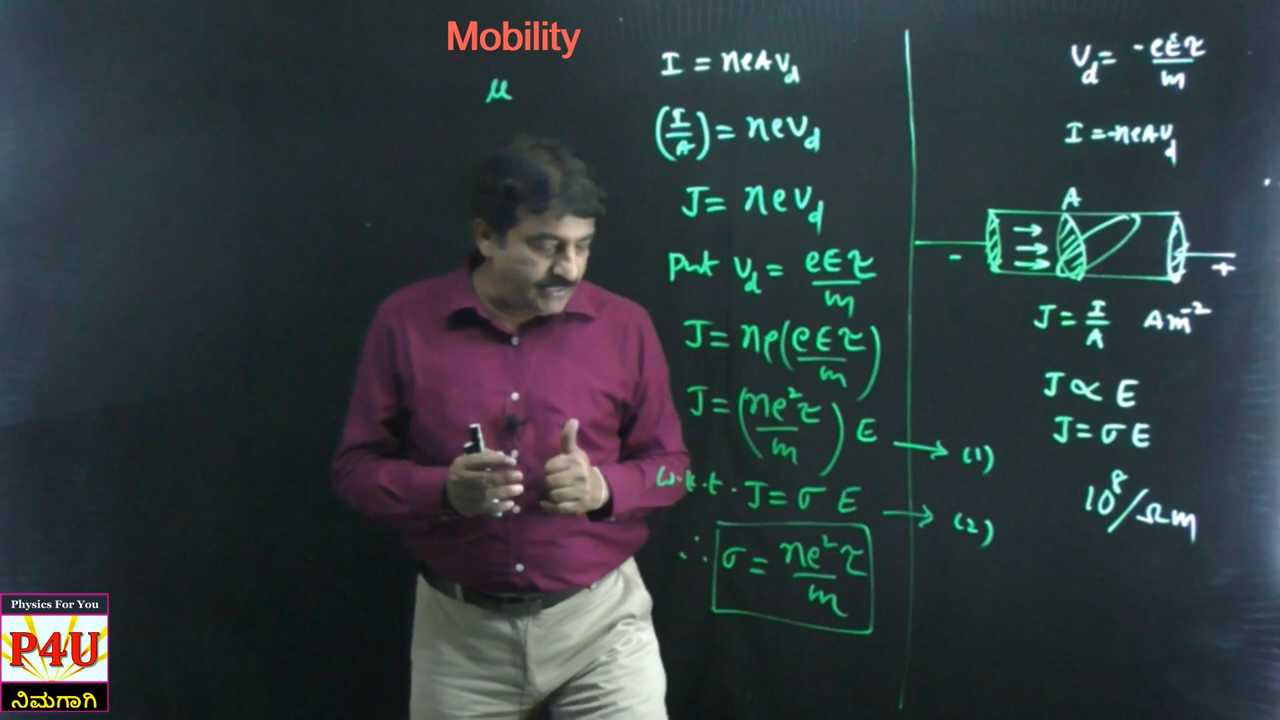 Mobility
μ
I = neAv_d
(I/A) = nev_d
J = nev_d
Put v_d = eEτ/m
J = ne(eEτ/m)
J = (ne²τ/m) E → (1)
w.k.t. J = σ E → (2)
∴ σ = ne²τ/m
v_d = -eEτ/m
I = -neAv_d
A
- +
J = I/A Am⁻²
J ∝ E
J = σ E
10⁸/Ωm
Physics For You
P4U
ನಿಮಗಾಗಿ